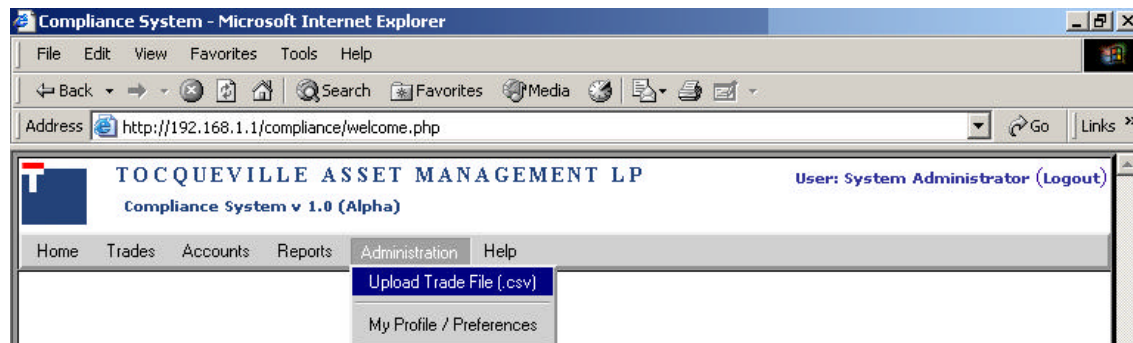 Compliance System - Microsoft Internet Explorer
File Edit View Favorites Tools Help
Back Search Favorites Media
Address http://192.168.1.1/compliance/welcome.php Go Links »
T TOCQUEVILLE ASSET MANAGEMENT LP User: System Administrator (Logout)
Compliance System v 1.0 (Alpha)
Home Trades Accounts Reports Administration Help
Upload Trade File (.csv)
My Profile / Preferences